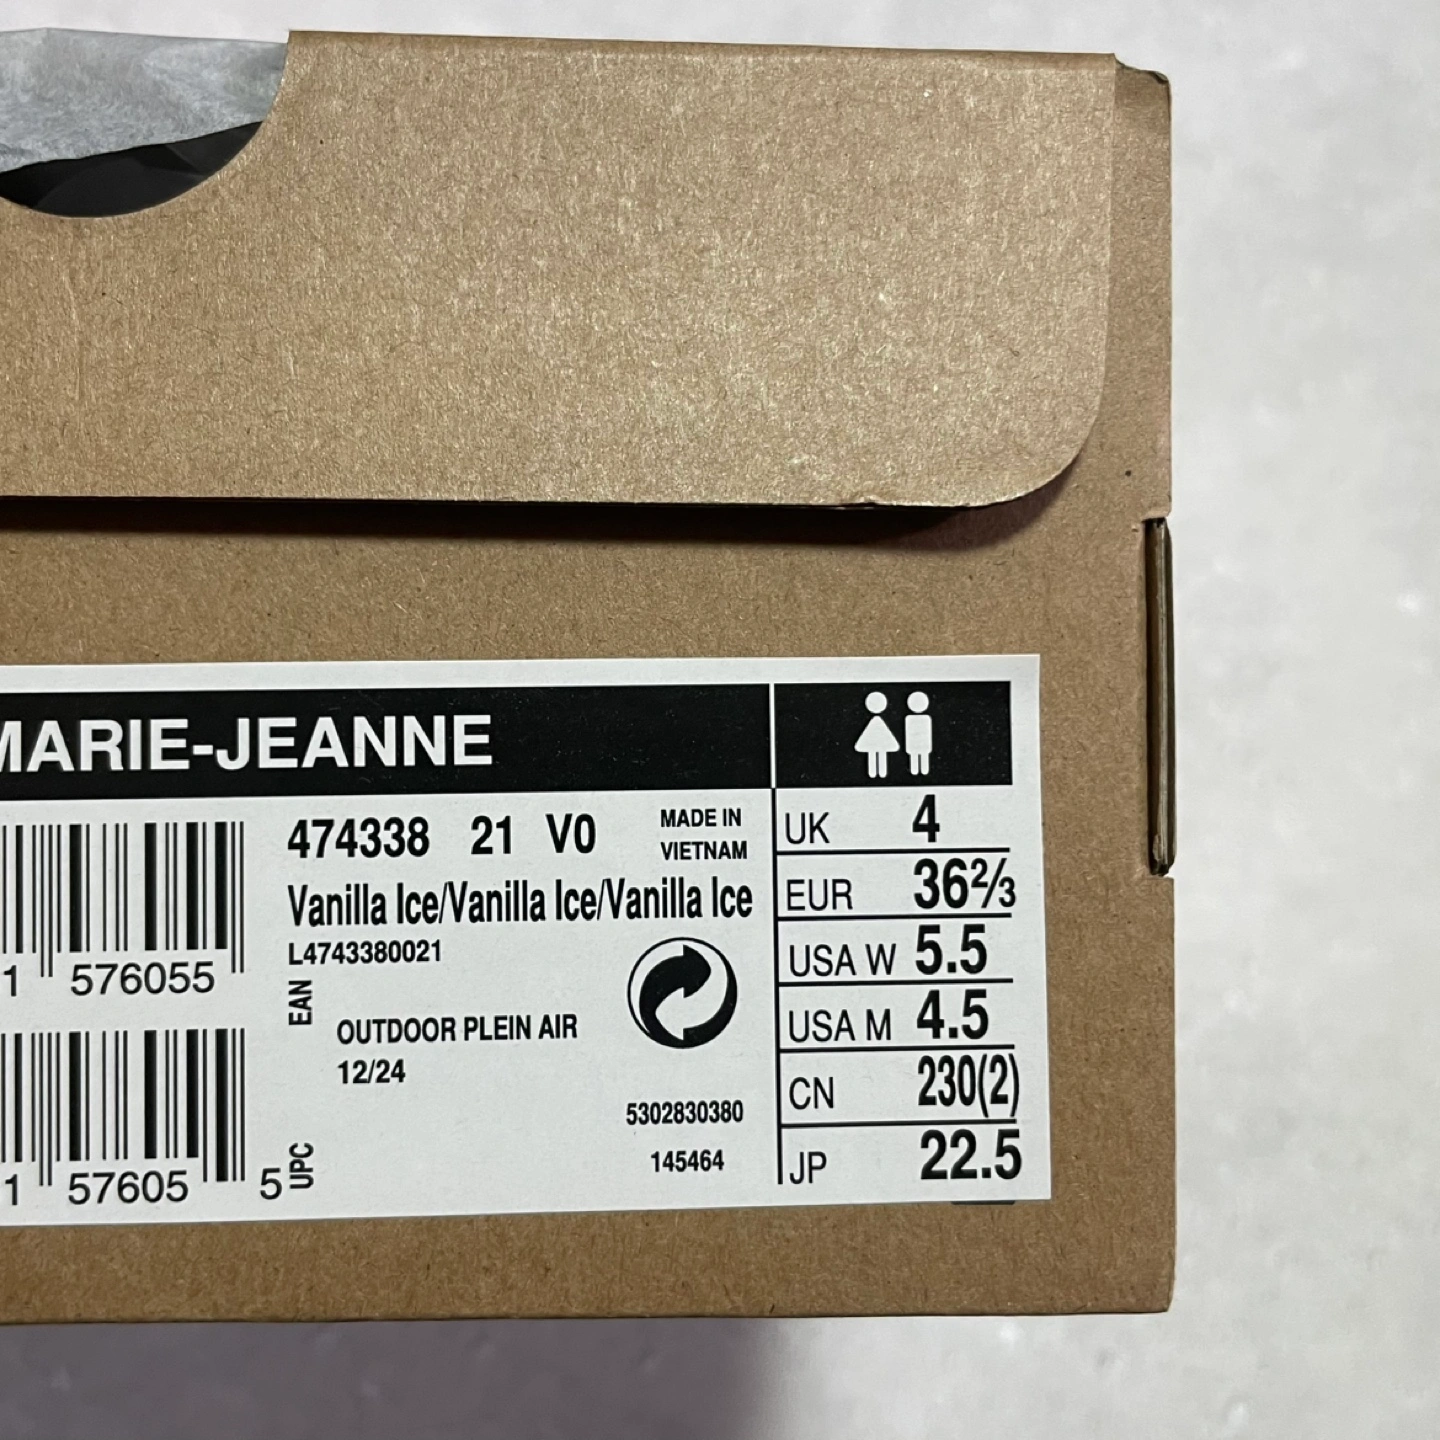 MARIE-JEANNE
474338 21 V0
MADE IN
VIETNAM
Vanilla Ice/Vanilla Ice/Vanilla Ice
L4743380021
EAN
1 576055
OUTDOOR PLEIN AIR
12/24
5302830380
145464
1 57605 5
UPC
UK 4
EUR 36⅔
USA W 5.5
USA M 4.5
CN 230(2)
JP 22.5